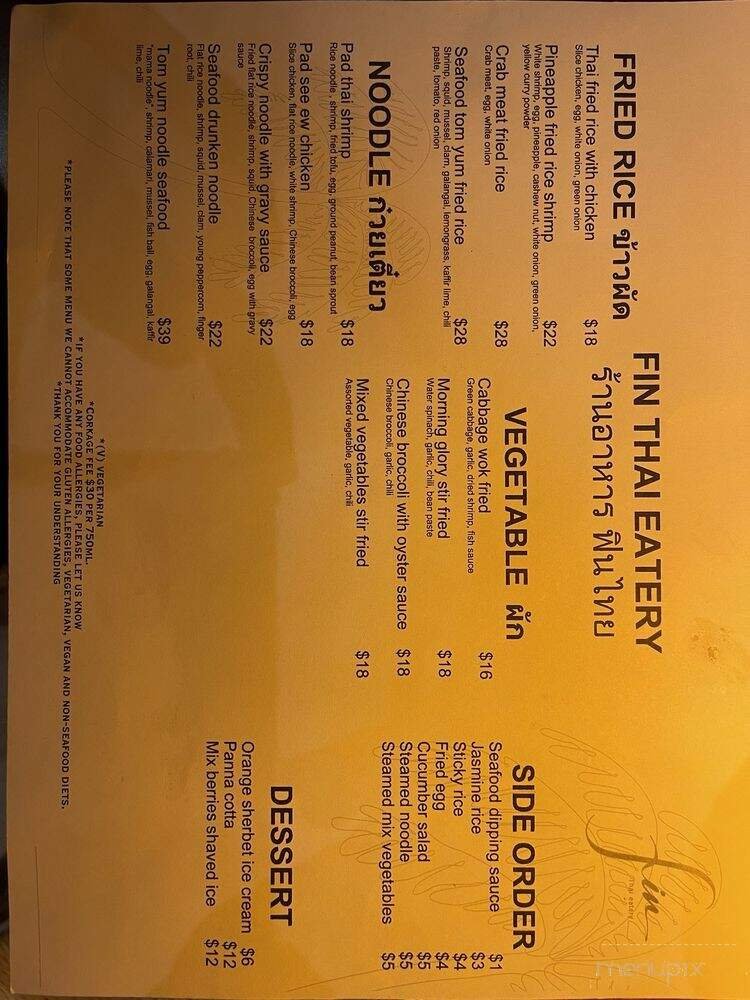 FIN THAI EATERY
ร้านอาหาร ฟินไทย
fin
Thai eatery
FRIED RICE ข้าวผัด
Thai fried rice with chicken $18
Slice chicken, egg, white onion, green onion
Pineapple fried rice shrimp $22
White shrimp, egg, pineapple, cashew nut, white onion, green onion,
yellow curry powder
Crab meat fried rice $28
Crab meat, egg, white onion
Seafood tom yum fried rice $28
Shrimp, squid, mussel, clam, galangal, lemongrass, kaffir lime, chili
paste, tomato, red onion
NOODLE ก๋วยเตี๋ยว
Pad thai shrimp $18
Rice noodle, shrimp, fried tofu, egg, ground peanut, bean sprout
Pad see ew chicken $18
Slice chicken, flat rice noodle, white shrimp, Chinese broccoli, egg
Crispy noodle with gravy sauce $22
Fried flat rice noodle, shrimp, squid, Chinese broccoli, egg with gravy
sauce
Seafood drunken noodle $22
Flat rice noodle, shrimp, squid, mussel, clam, young peppercorn, finger
root, chili
Tom yum noodle seafood $39
"mama noodle", shrimp, calamari, mussel, fish ball, egg, galangal, kaffir
lime, chili
VEGETABLE ผัก
Cabbage wok fried $16
Green cabbage, garlic, dried shrimp, fish sauce
Morning glory stir fried $18
Water spinach, garlic, chili, bean paste
Chinese broccoli with oyster sauce $18
Chinese broccoli, garlic, chili
Mixed vegetables stir fried $18
Assorted vegetable, garlic, chili
SIDE ORDER
Seafood dipping sauce $1
Jasmine rice $3
Sticky rice $4
Fried egg $4
Cucumber salad $5
Steamed noodle $5
Steamed mix vegetables $5
DESSERT
Orange sherbet ice cream $6
Panna cotta $12
Mix berries shaved ice $12
*(V) VEGETARIAN
*CORKAGE FEE $30 PER 750ML.
*IF YOU HAVE ANY FOOD ALLERGIES, PLEASE LET US KNOW
*PLEASE NOTE THAT SOME MENU WE CANNOT ACCOMMODATE GLUTEN ALLERGIES, VEGETARIAN, VEGAN AND NON-SEAFOOD DIETS.
*THANK YOU FOR YOUR UNDERSTANDING
menupix